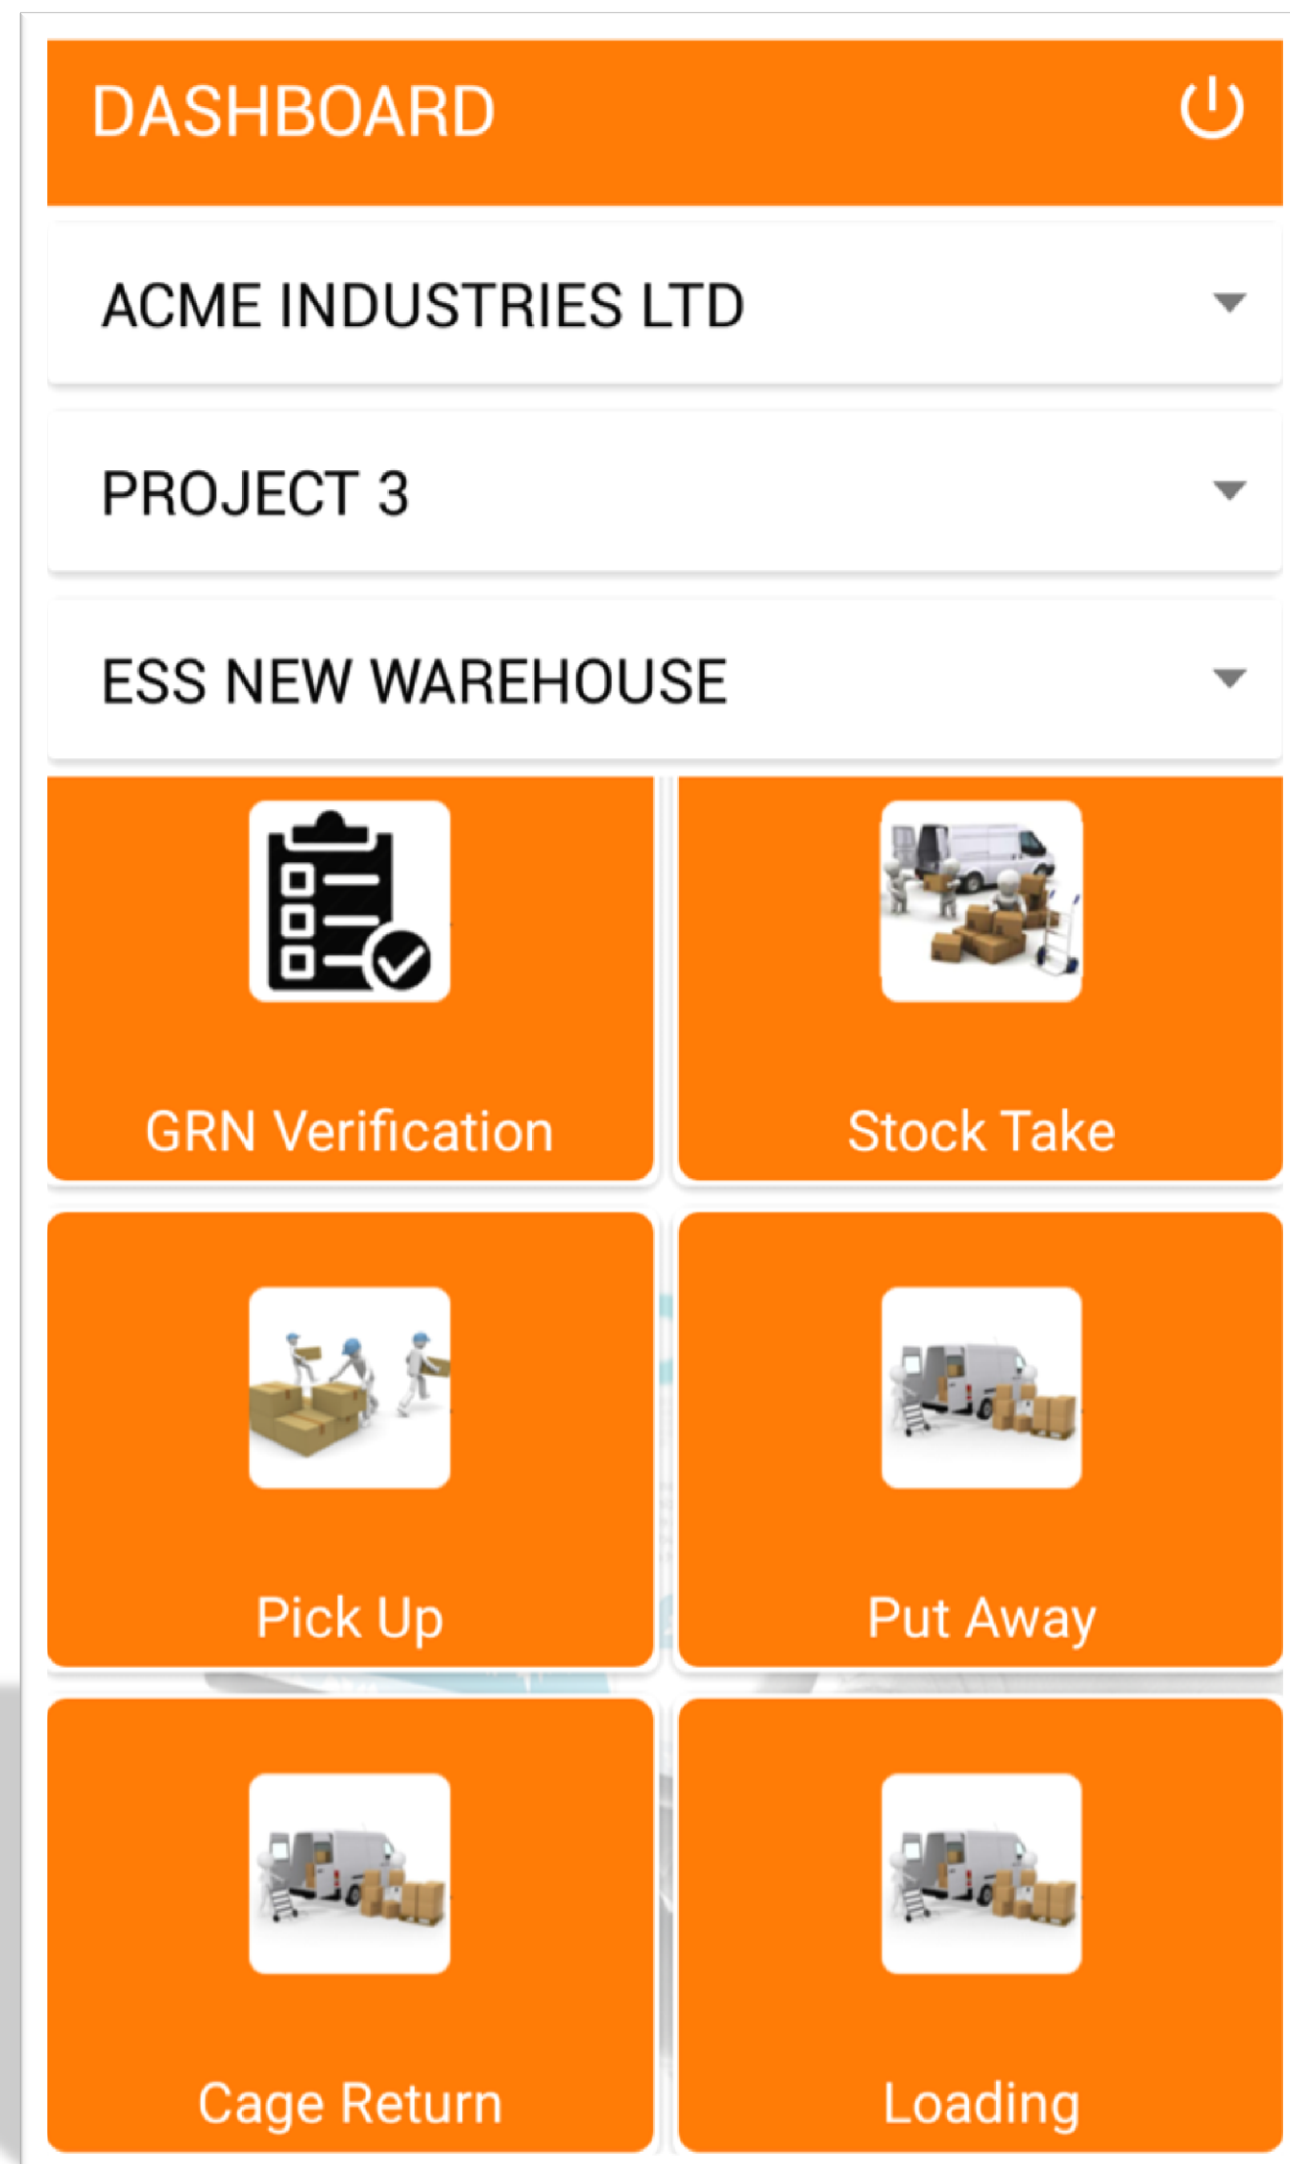 DASHBOARD
ACME INDUSTRIES LTD
PROJECT 3
ESS NEW WAREHOUSE
GRN Verification
Stock Take
Pick Up
Put Away
Cage Return
Loading